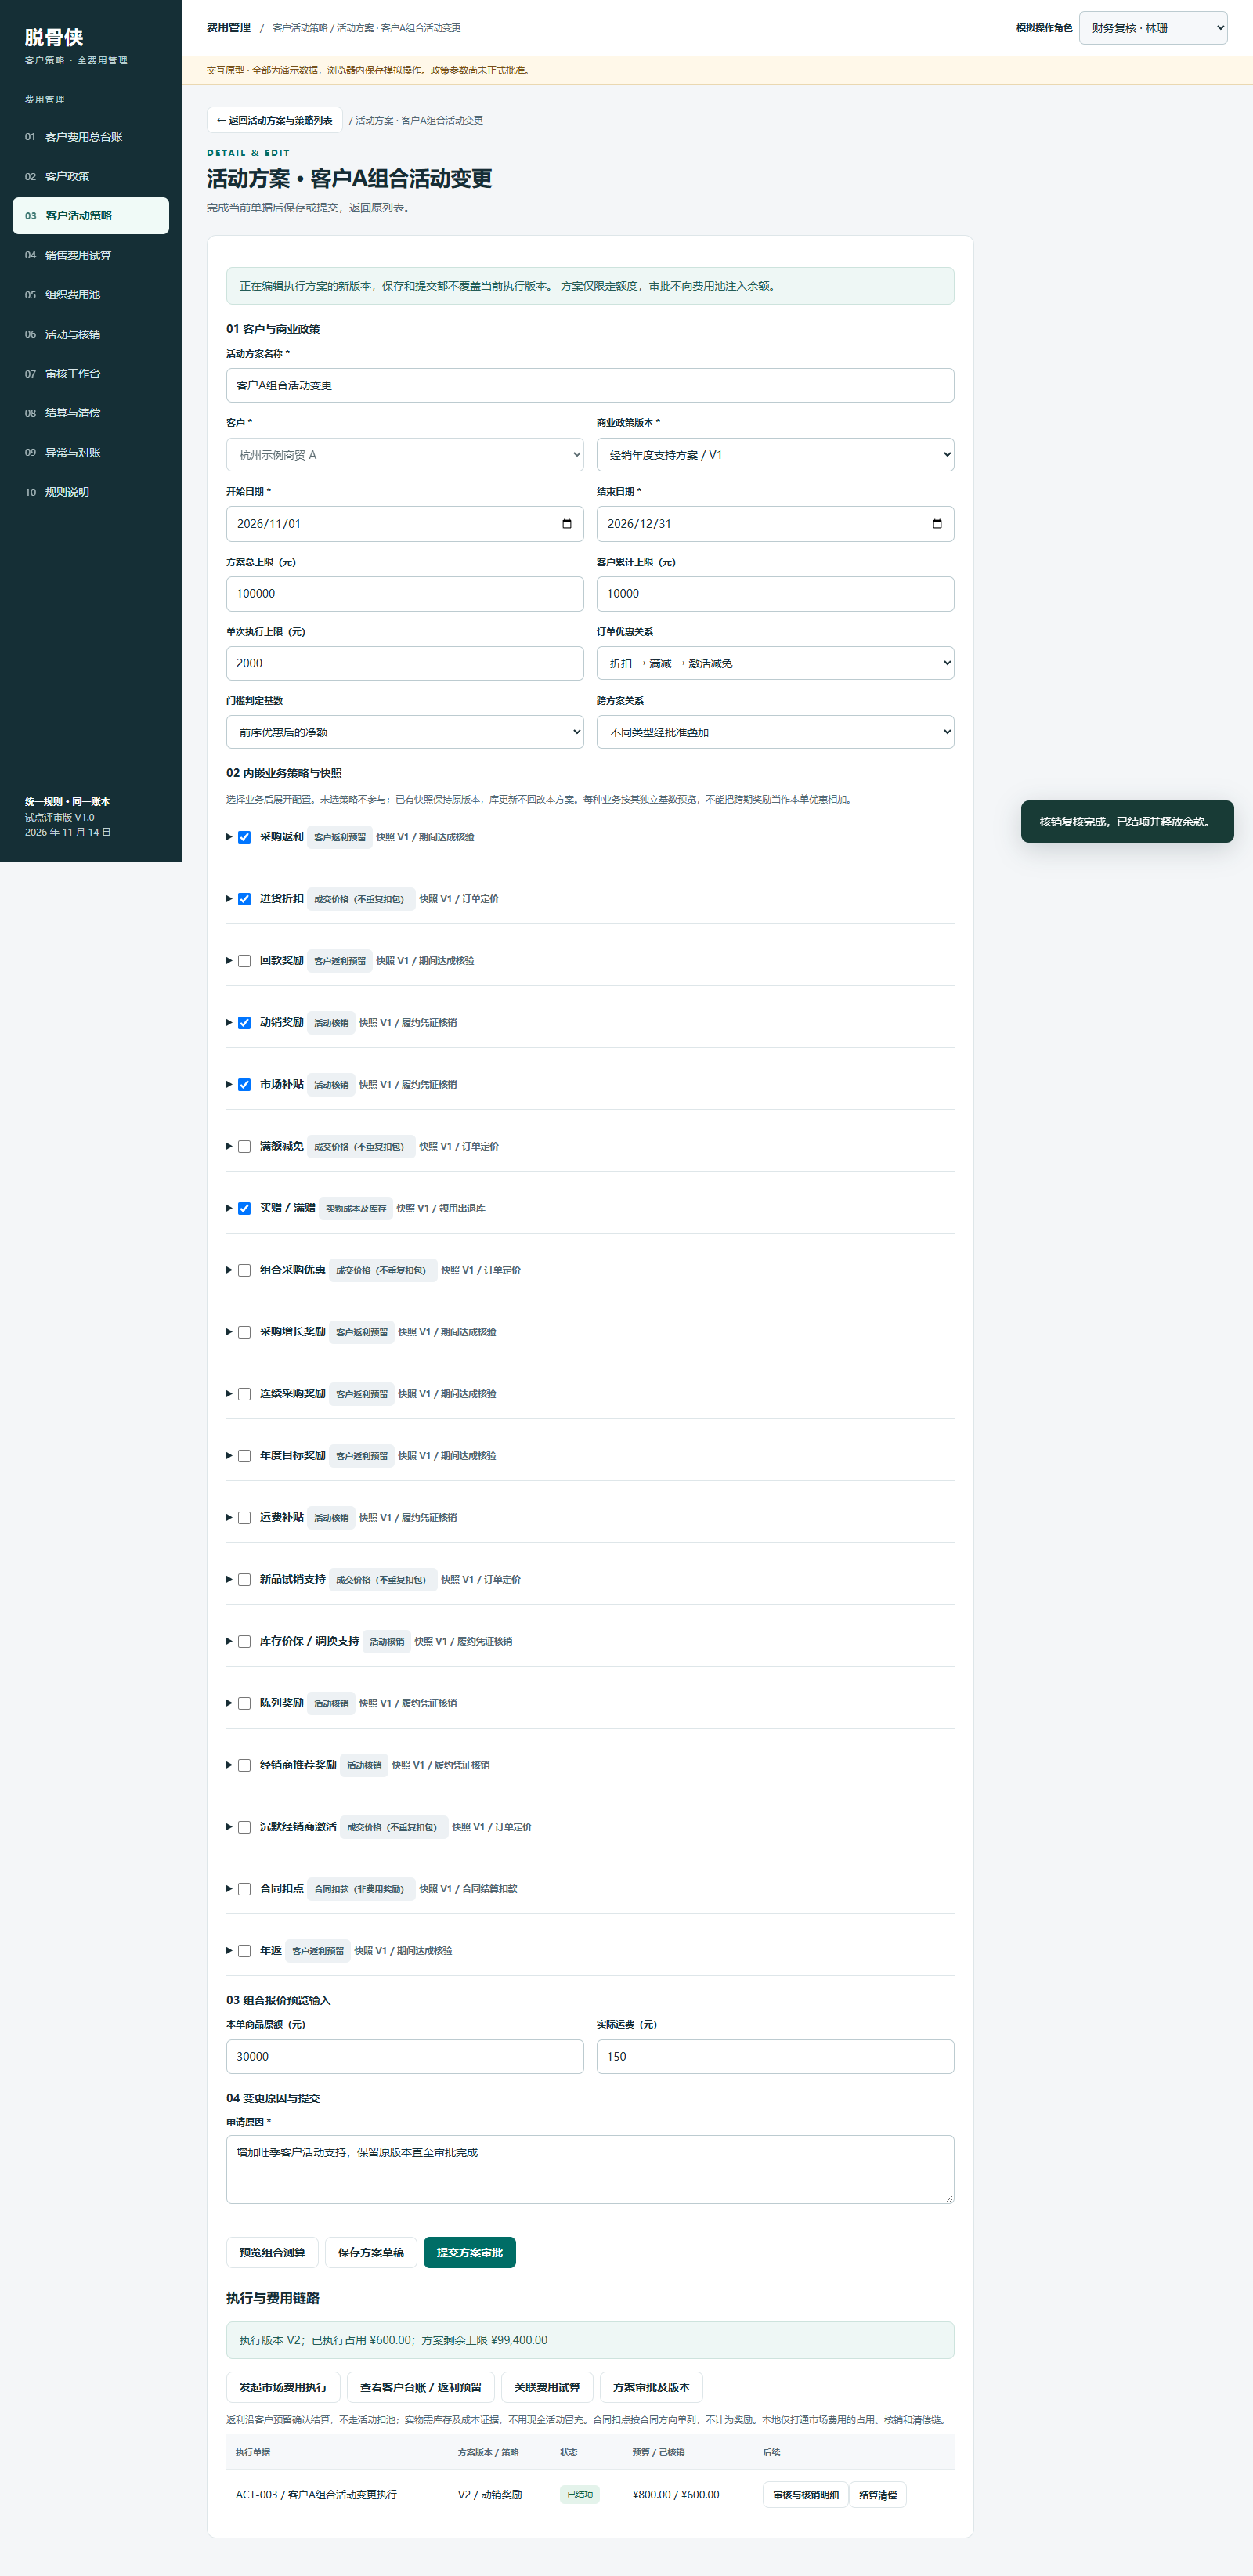 脱骨侠
客户策略 · 全费用管理
费用管理
01 客户费用总台账
02 客户政策
03 客户活动策略
04 销售费用试算
05 组织费用池
06 活动与核销
07 审核工作台
08 结算与清偿
09 异常与对账
10 规则说明
统一规则 · 同一账本
试点评审版 V1.0
2026 年 11 月 14 日
费用管理 / 客户活动策略 / 活动方案 · 客户A组合活动变更
模拟操作角色 财务复核 · 林珊
交互原型 · 全部为演示数据，浏览器内保存模拟操作。政策参数尚未正式批准。
← 返回活动方案与策略列表 / 活动方案 · 客户A组合活动变更
DETAIL & EDIT
活动方案 · 客户A组合活动变更
完成当前单据后保存或提交，返回原列表。
正在编辑执行方案的新版本，保存和提交都不覆盖当前执行版本。 方案仅限定额度，审批不向费用池注入余额。
01 客户与商业政策
活动方案名称 *
客户A组合活动变更
客户 * 商业政策版本 *
杭州示例商贸 A 经销年度支持方案 / V1
开始日期 * 结束日期 *
2026/11/01 2026/12/31
方案总上限（元） 客户累计上限（元）
100000 10000
单次执行上限（元） 订单优惠关系
2000 折扣 → 满减 → 激活减免
门槛判定基数 跨方案关系
前序优惠后的净额 不同类型经批准叠加
02 内嵌业务策略与快照
选择业务后展开配置。未选策略不参与；已有快照保持原版本，库更新不回改本方案。每种业务按其独立基数预览，不能把跨期奖励当作本单优惠相加。
采购返利 客户返利预留 快照 V1 / 期间达成核验
进货折扣 成交价格（不重复扣包） 快照 V1 / 订单定价
回款奖励 客户返利预留 快照 V1 / 期间达成核验
动销奖励 活动核销 快照 V1 / 履约凭证核销
市场补贴 活动核销 快照 V1 / 履约凭证核销
满额减免 成交价格（不重复扣包） 快照 V1 / 订单定价
买赠 / 满赠 实物成本及库存 快照 V1 / 领用出退库
组合采购优惠 成交价格（不重复扣包） 快照 V1 / 订单定价
采购增长奖励 客户返利预留 快照 V1 / 期间达成核验
连续采购奖励 客户返利预留 快照 V1 / 期间达成核验
年度目标奖励 客户返利预留 快照 V1 / 期间达成核验
运费补贴 活动核销 快照 V1 / 履约凭证核销
新品试销支持 成交价格（不重复扣包） 快照 V1 / 订单定价
库存价保 / 调换支持 活动核销 快照 V1 / 履约凭证核销
陈列奖励 活动核销 快照 V1 / 履约凭证核销
经销商推荐奖励 活动核销 快照 V1 / 履约凭证核销
沉默经销商激活 成交价格（不重复扣包） 快照 V1 / 订单定价
合同扣点 合同扣款（非费用奖励） 快照 V1 / 合同结算扣款
年返 客户返利预留 快照 V1 / 期间达成核验
03 组合报价预览输入
本单商品原额（元） 实际运费（元）
30000 150
04 变更原因与提交
申请原因 *
增加旺季客户活动支持，保留原版本直至审批完成
预览组合测算 保存方案草稿 提交方案审批
执行与费用链路
执行版本 V2；已执行占用 ¥600.00；方案剩余上限 ¥99,400.00
发起市场费用执行 查看客户台账 / 返利预留 关联费用试算 方案审批及版本
返利沿客户预留确认结算，不走活动扣池；实物需库存及成本证据，不用现金活动冒充。合同扣点按合同方向单列，不计为奖励。本地仅打通市场费用的占用、核销和清偿链。
执行单据 方案版本 / 策略 状态 预算 / 已核销 后续
ACT-003 / 客户A组合活动变更执行 V2 / 动销奖励 已结项 ¥800.00 / ¥600.00 审核与核销明细 结算清偿
核销复核完成，已结项并释放余款。